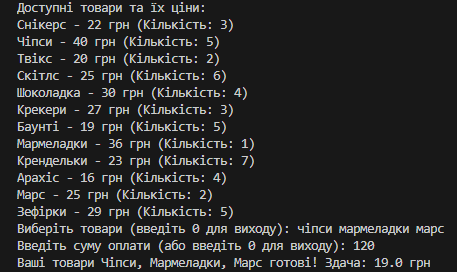 Доступні товари та їх ціни:
Снікерс - 22 грн (Кількість: 3)
Чіпси - 40 грн (Кількість: 5)
Твікс - 20 грн (Кількість: 2)
Скітлс - 25 грн (Кількість: 6)
Шоколадка - 30 грн (Кількість: 4)
Крекери - 27 грн (Кількість: 3)
Баунті - 19 грн (Кількість: 5)
Мармеладки - 36 грн (Кількість: 1)
Крендельки - 23 грн (Кількість: 7)
Арахіс - 16 грн (Кількість: 4)
Марс - 25 грн (Кількість: 2)
Зефірки - 29 грн (Кількість: 5)
Виберіть товари (введіть 0 для виходу): чіпси мармеладки марс
Введіть суму оплати (або введіть 0 для виходу): 120
Ваші товари Чіпси, Мармеладки, Марс готові! Здача: 19.0 грн